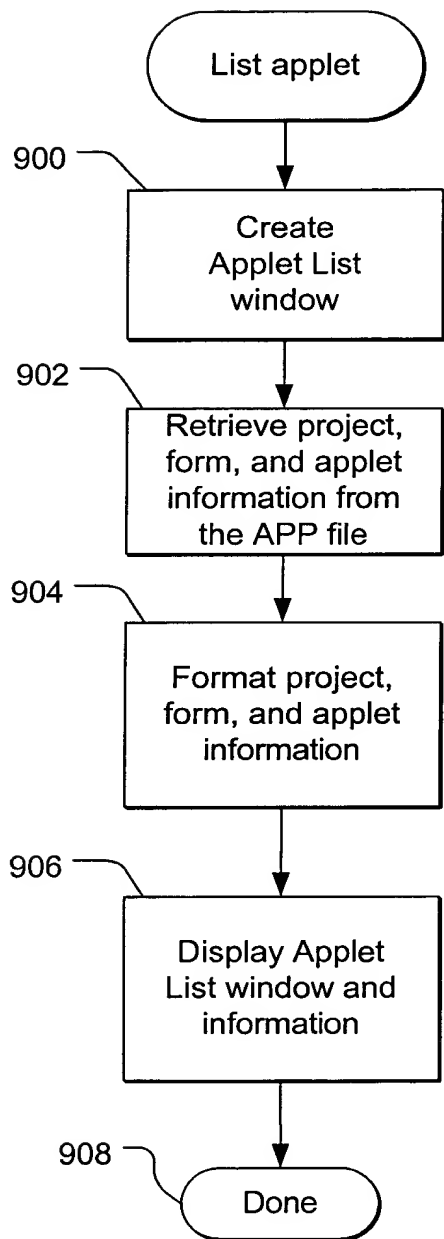 List applet
900
Create
Applet List
window
902
Retrieve project,
form, and applet
information from
the APP file
904
Format project,
form, and applet
information
906
Display Applet
List window and
information
908
Done